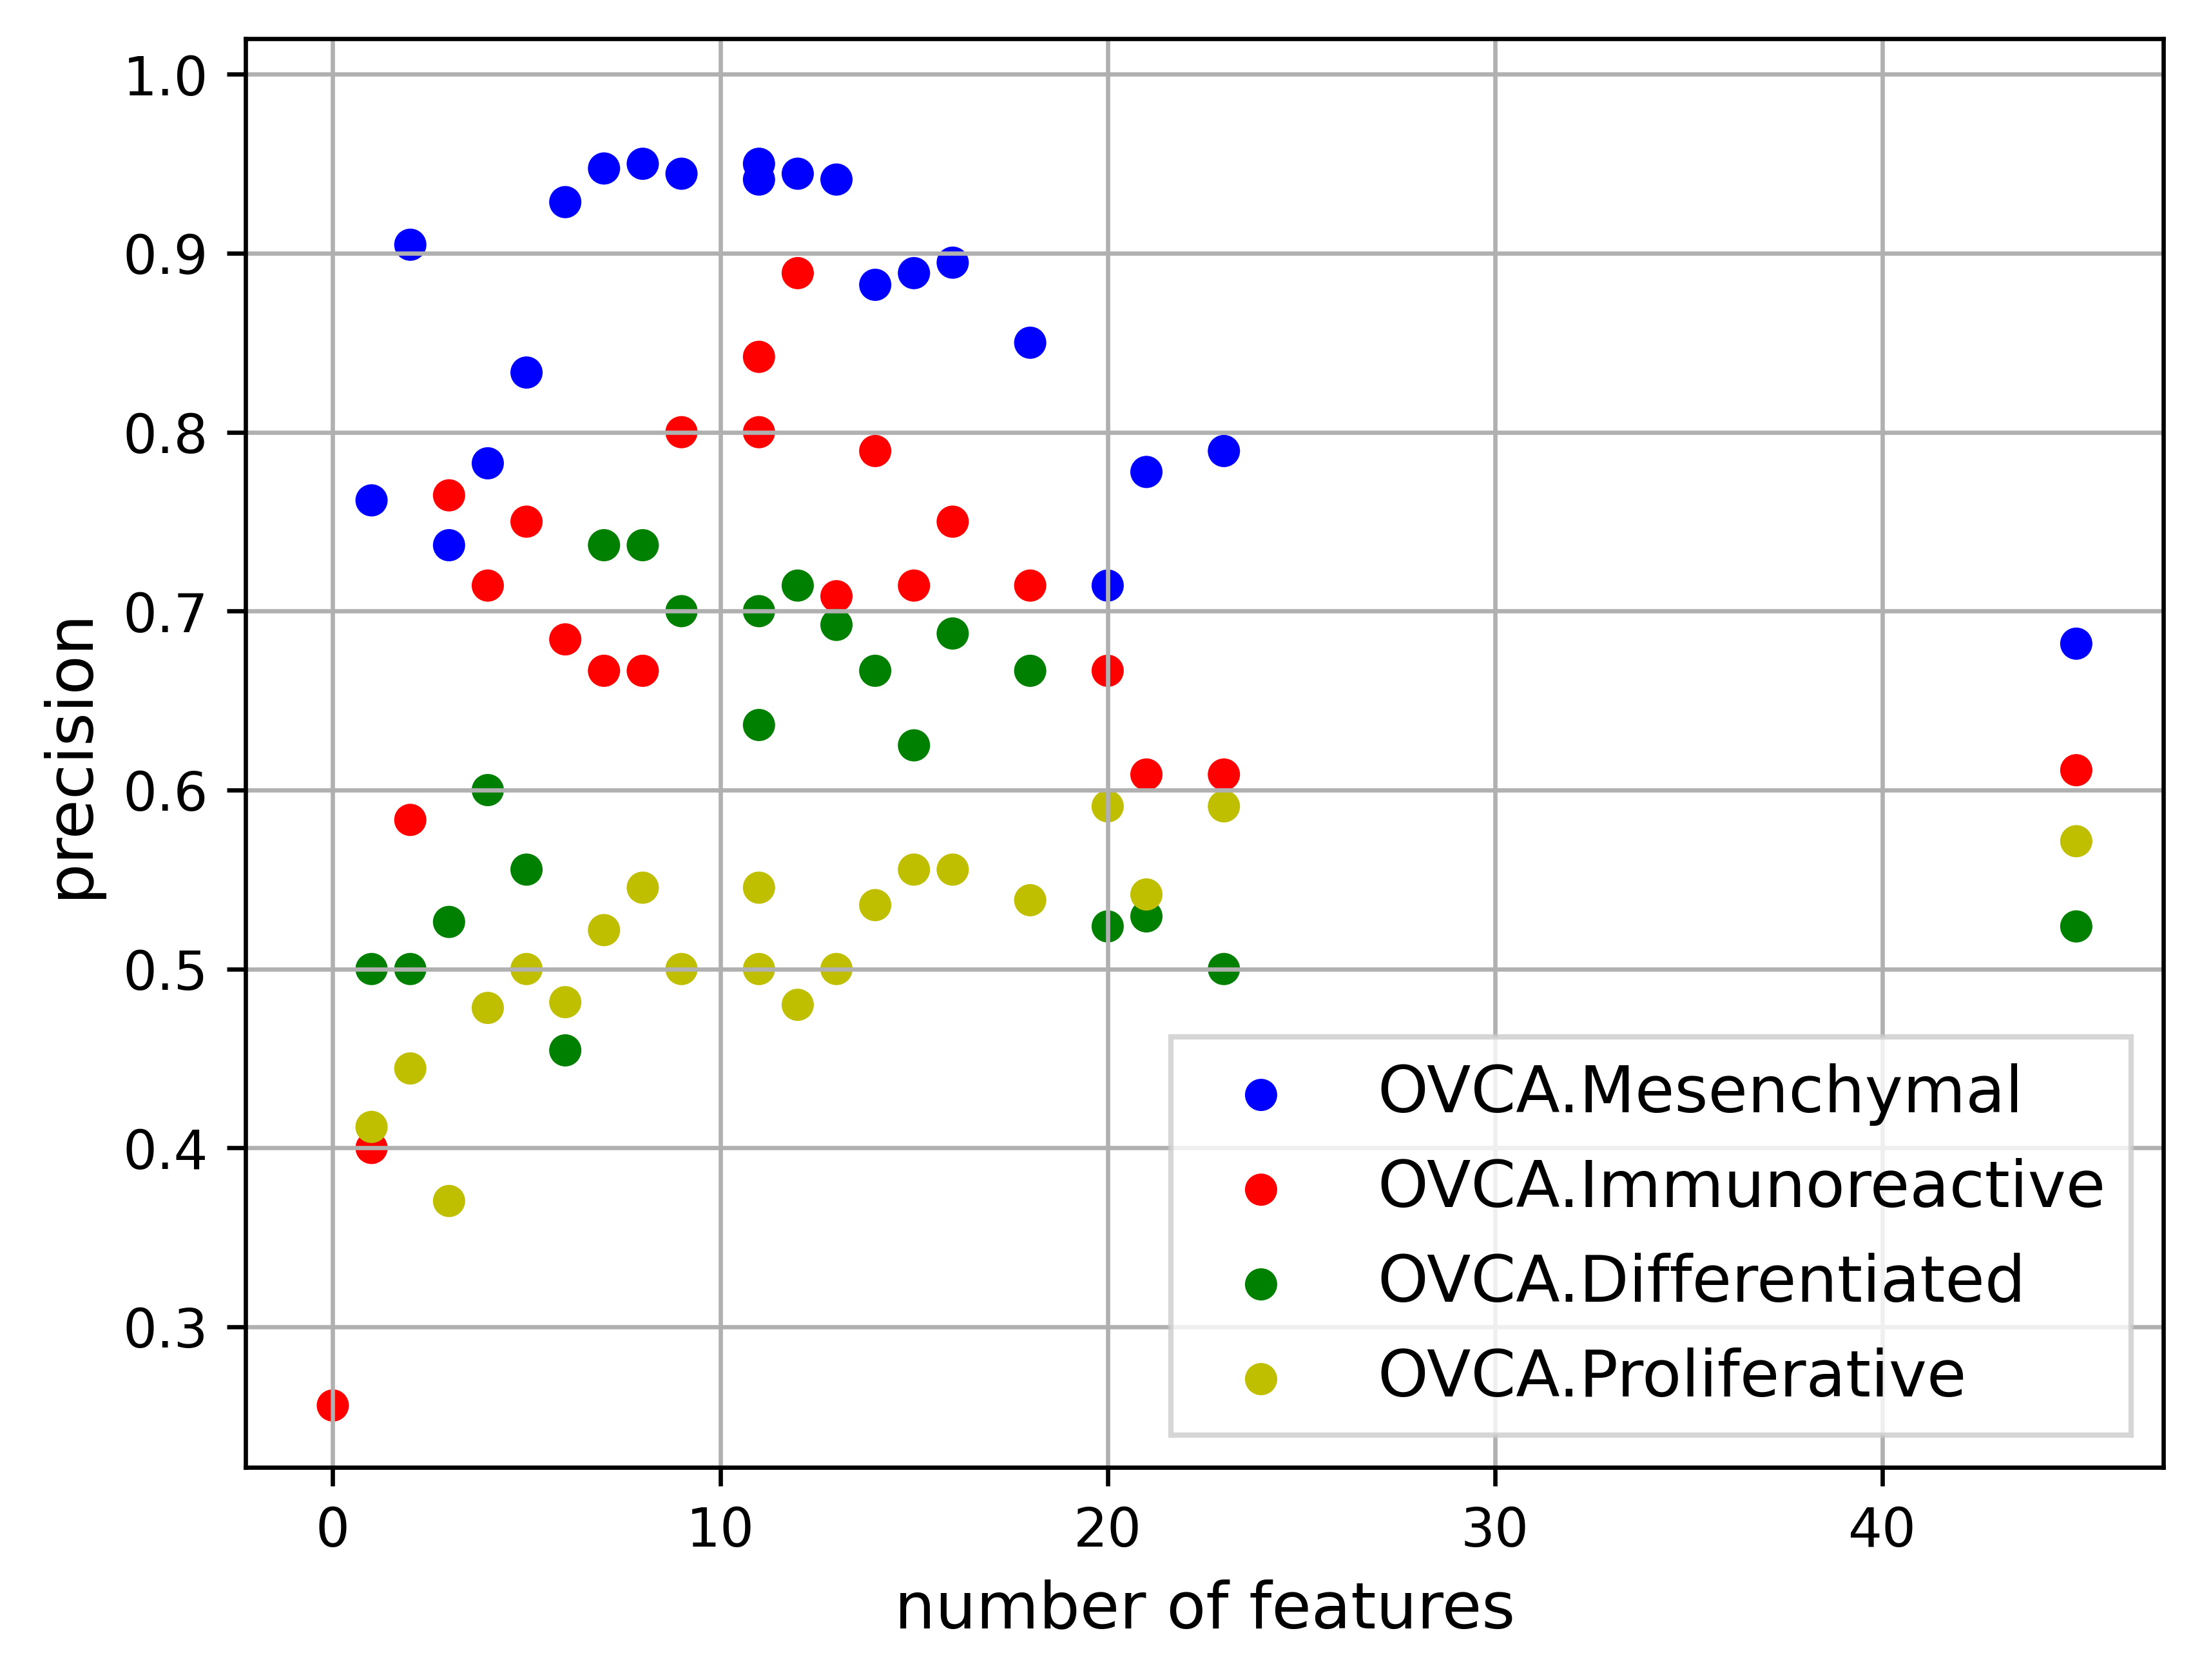 1.0
0.9
0.8
0.7
0.6
0.5
0.4
0.3
precision
0
10
20
30
40
number of features
OVCA.Mesenchymal
OVCA.Immunoreactive
OVCA.Differentiated
OVCA.Proliferative